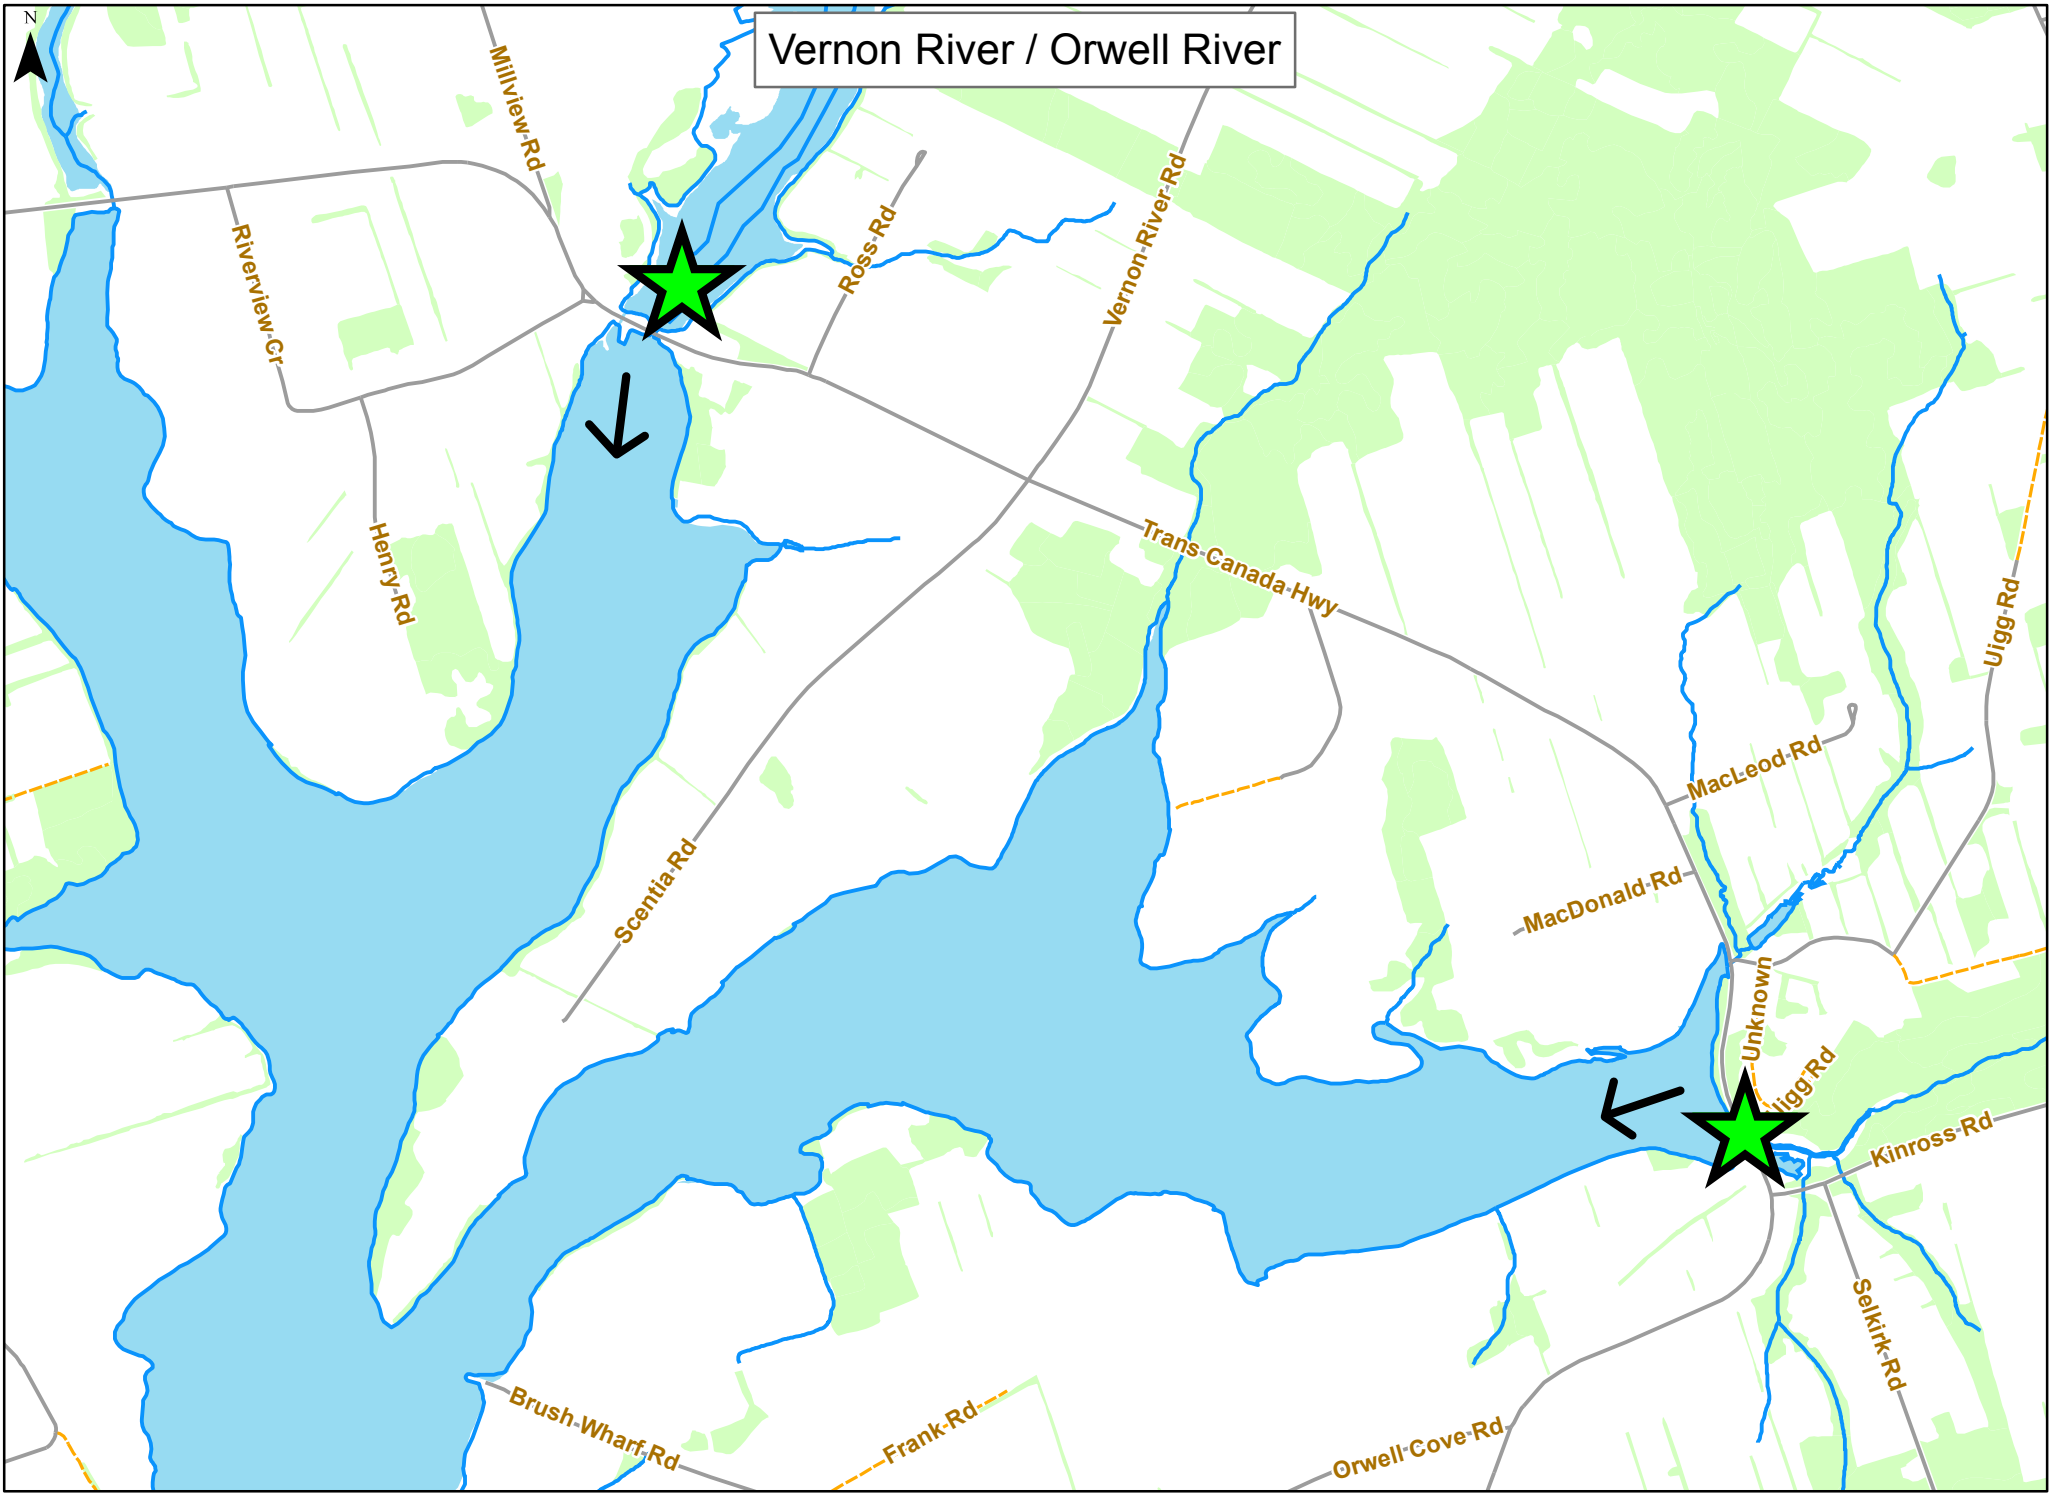 N
Vernon River / Orwell River
Millview Rd
Vernon River Rd
Ross Rd
Riverview Cr
Henry Rd
Trans Canada Hwy
Uigg Rd
MacLeod Rd
Scentia Rd
MacDonald Rd
Unknown
Rd
Kinross Rd
Selkirk Rd
Brush Wharf Rd
Frank Rd
Orwell Cove Rd